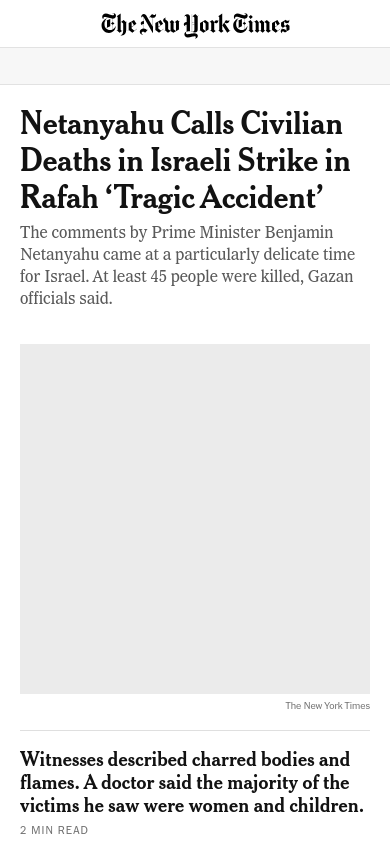 The New York Times
Netanyahu Calls Civilian
Deaths in Israeli Strike in
Rafah ‘Tragic Accident’
The comments by Prime Minister Benjamin
Netanyahu came at a particularly delicate time
for Israel. At least 45 people were killed, Gazan
officials said.
The New York Times
Witnesses described charred bodies and
flames. A doctor said the majority of the
victims he saw were women and children.
2 MIN READ